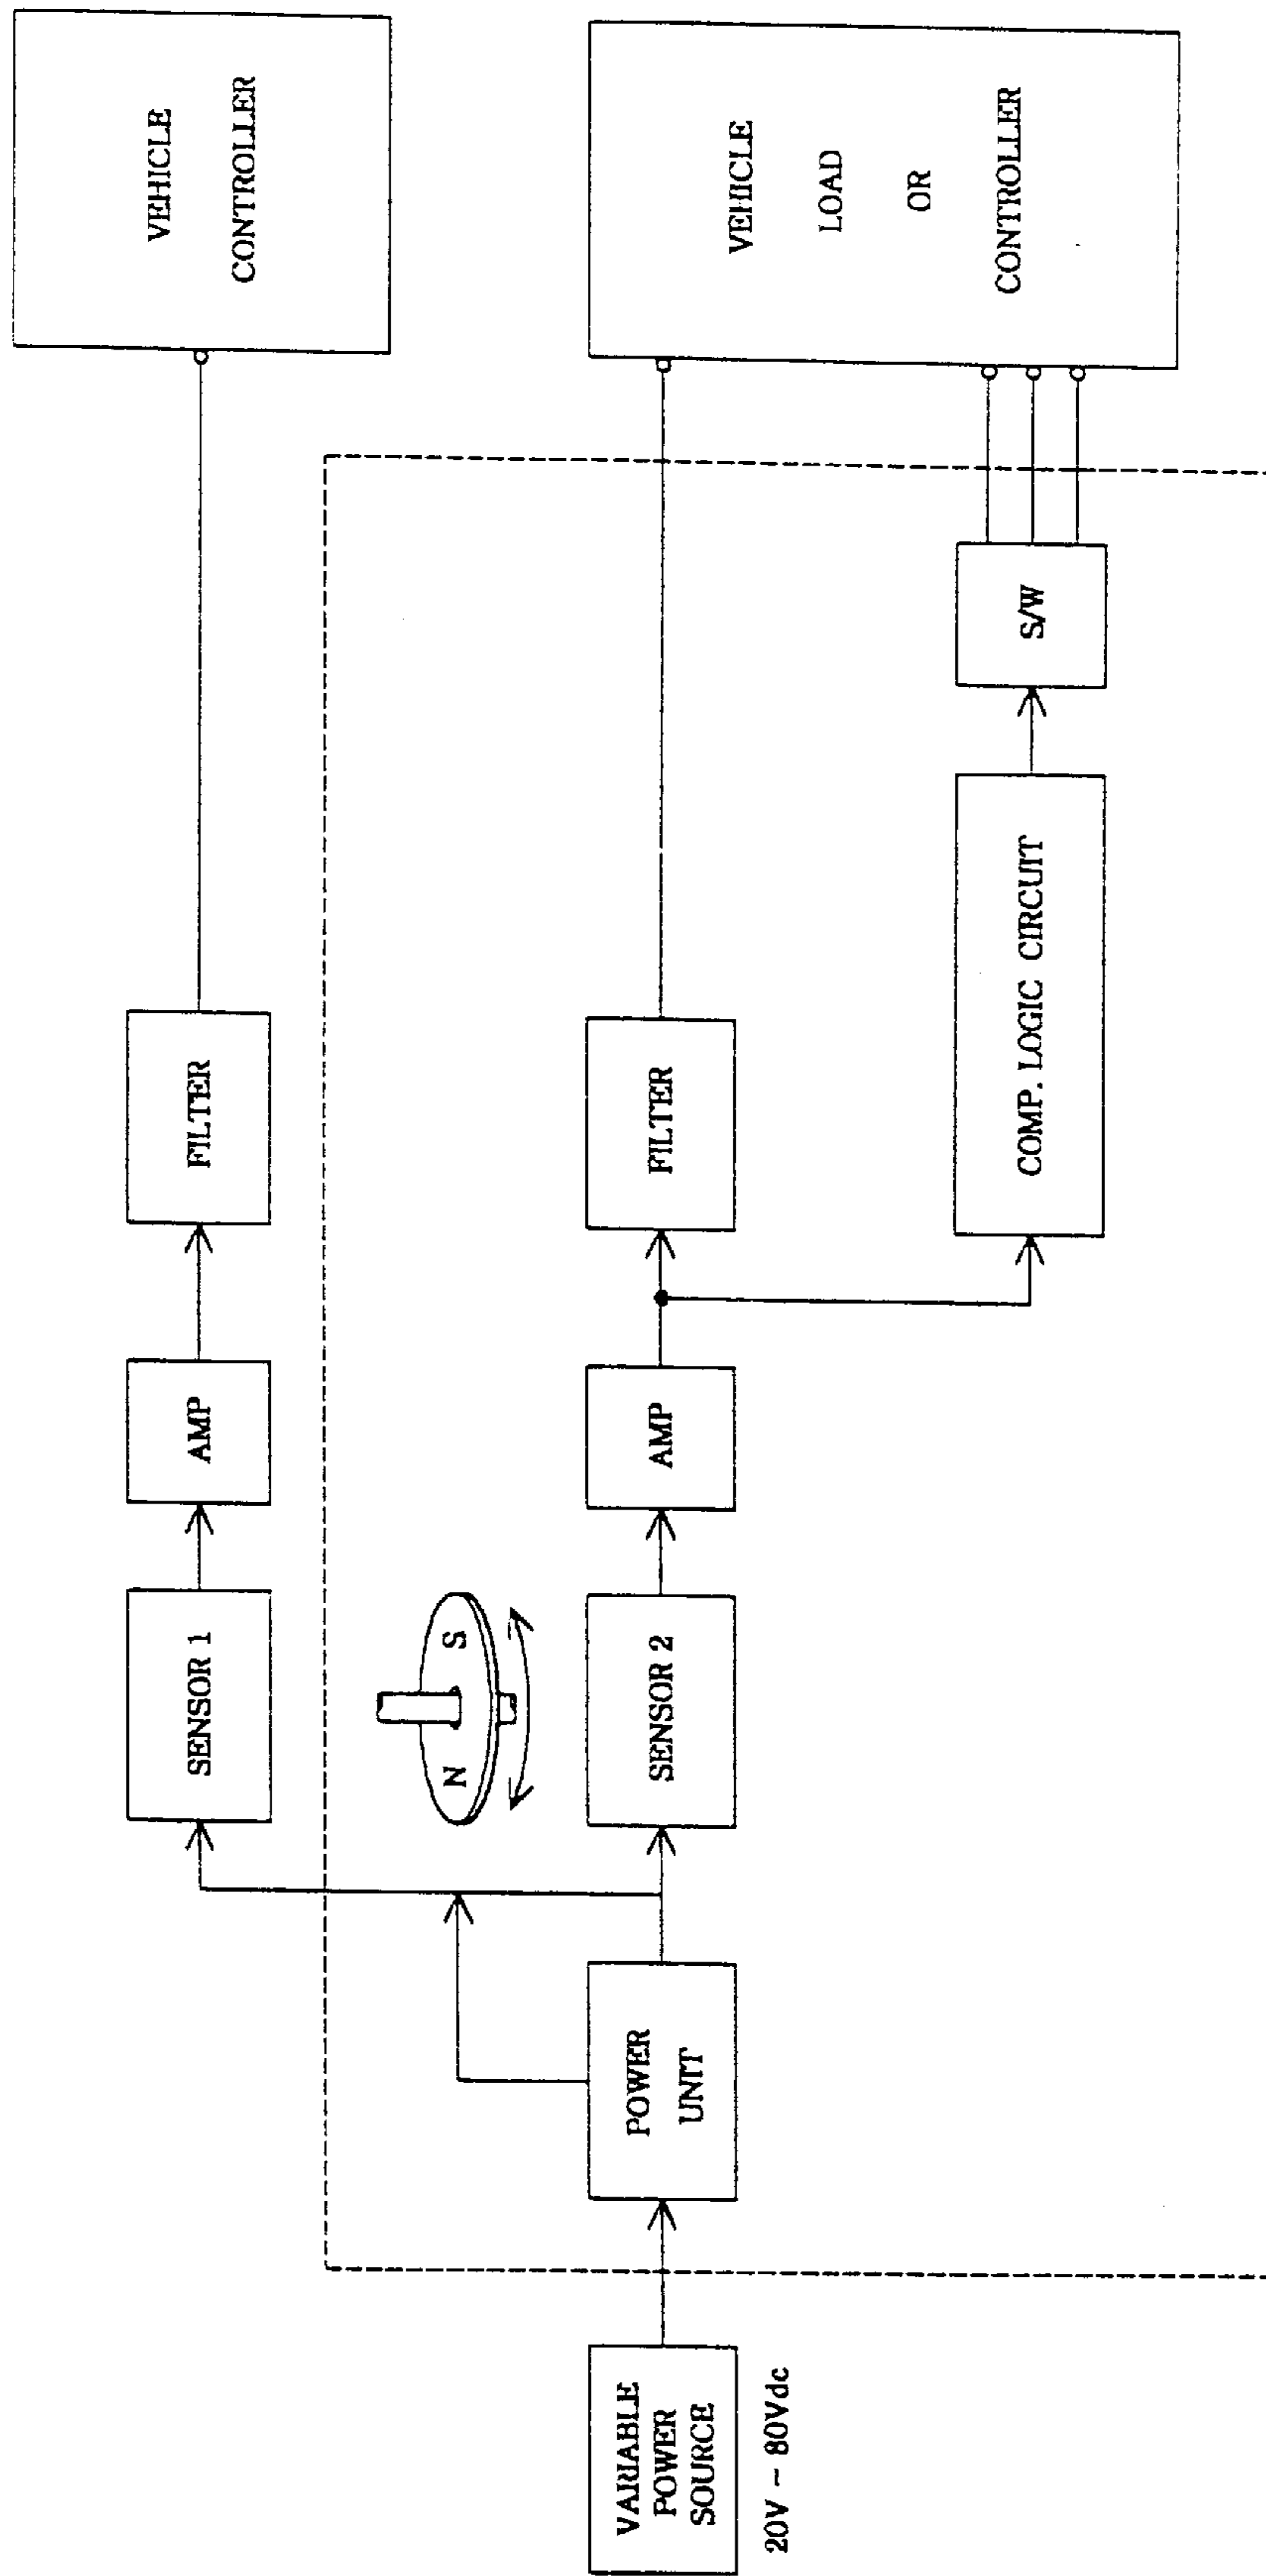 VEHICLE
CONTROLLER
FILTER
AMP
SENSOR 1
VEHICLE
LOAD
OR
CONTROLLER
S/W
COMP. LOGIC CIRCUIT
FILTER
AMP
SENSOR 2
N
S
POWER
UNIT
VARIABLE
POWER
SOURCE
20V ~ 80Vdc